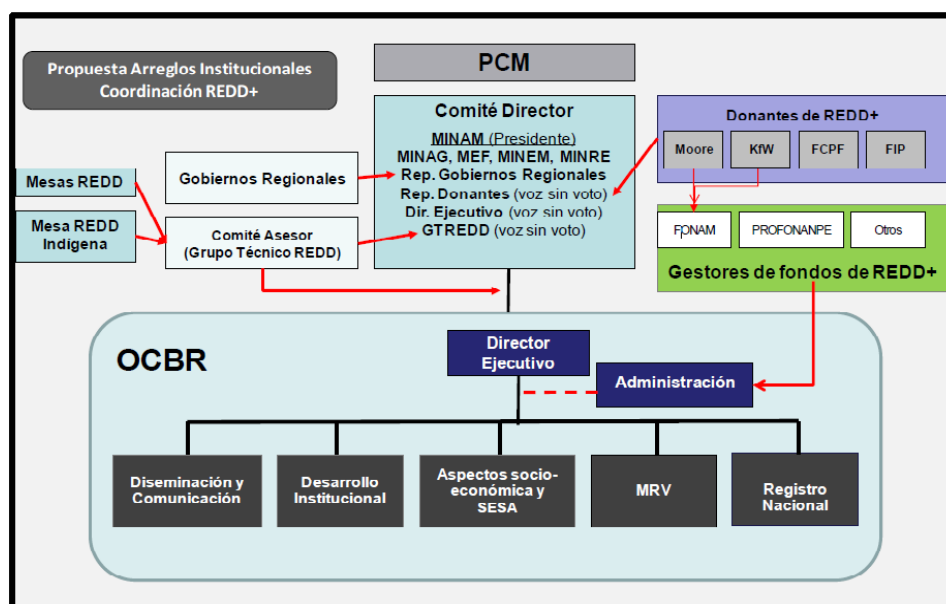 Propuesta Arreglos Institucionales
Coordinación REDD+
PCM
Comité Director
MINAM (Presidente)
MINAG, MEF, MINEM, MINRE
Rep. Gobiernos Regionales
Rep. Donantes (voz sin voto)
Dir. Ejecutivo (voz sin voto)
GTREDD (voz sin voto)
Donantes de REDD+
Moore
KfW
FCPF
FIP
Mesas REDD
Mesa REDD
Indígena
Gobiernos Regionales
Comité Asesor
(Grupo Técnico REDD)
FONAM
PROFONANPE
Otros
Gestores de fondos de REDD+
OCBR
Director
Ejecutivo
Administración
Diseminación y
Comunicación
Desarrollo
Institucional
Aspectos socio-
económica y
SESA
MRV
Registro
Nacional